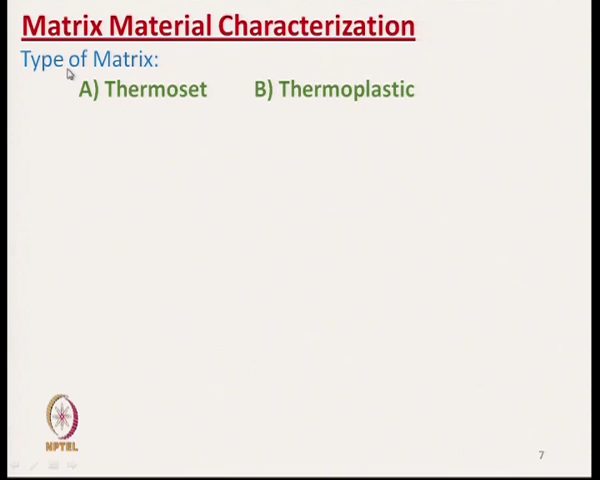 Matrix Material Characterization
Type of Matrix:
A) Thermoset B) Thermoplastic
NPTEL
7